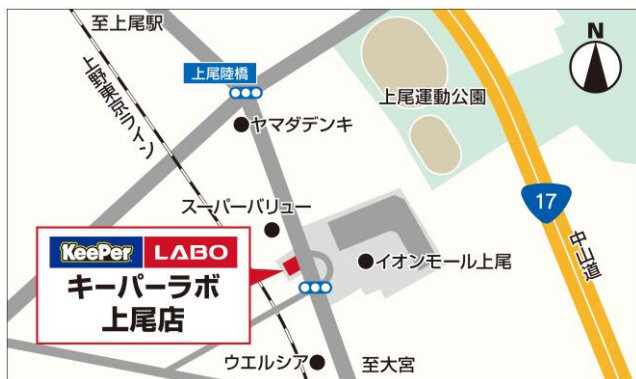 至上尾駅
上野東京ライン
上尾陸橋
ヤマダデンキ
上尾運動公園
N
17
中山道
スーパーバリュー
KeePer LABO
キーパーラボ
上尾店
イオンモール上尾
ウエルシア
至大宮